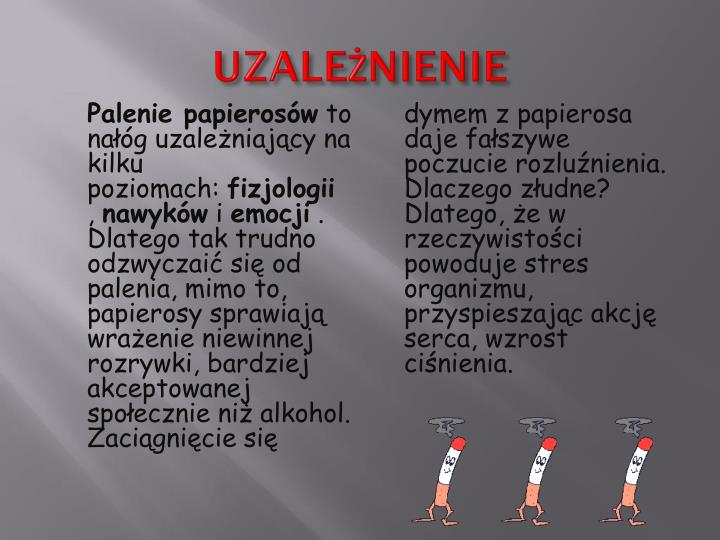 UZALEŻNIENIE
Palenie papierosów to
nałóg uzależniający na
kilku
poziomach: fizjologii
, nawyków i emocji .
Dlatego tak trudno
odzwyczaić się od
palenia, mimo to,
papierosy sprawiają
wrażenie niewinnej
rozrywki, bardziej
akceptowanej
społecznie niż alkohol.
Zaciągnięcie się
dymem z papierosa
daje fałszywe
poczucie rozluźnienia.
Dlaczego złudne?
Dlatego, że w
rzeczywistości
powoduje stres
organizmu,
przyspieszając akcję
serca, wzrost
ciśnienia.